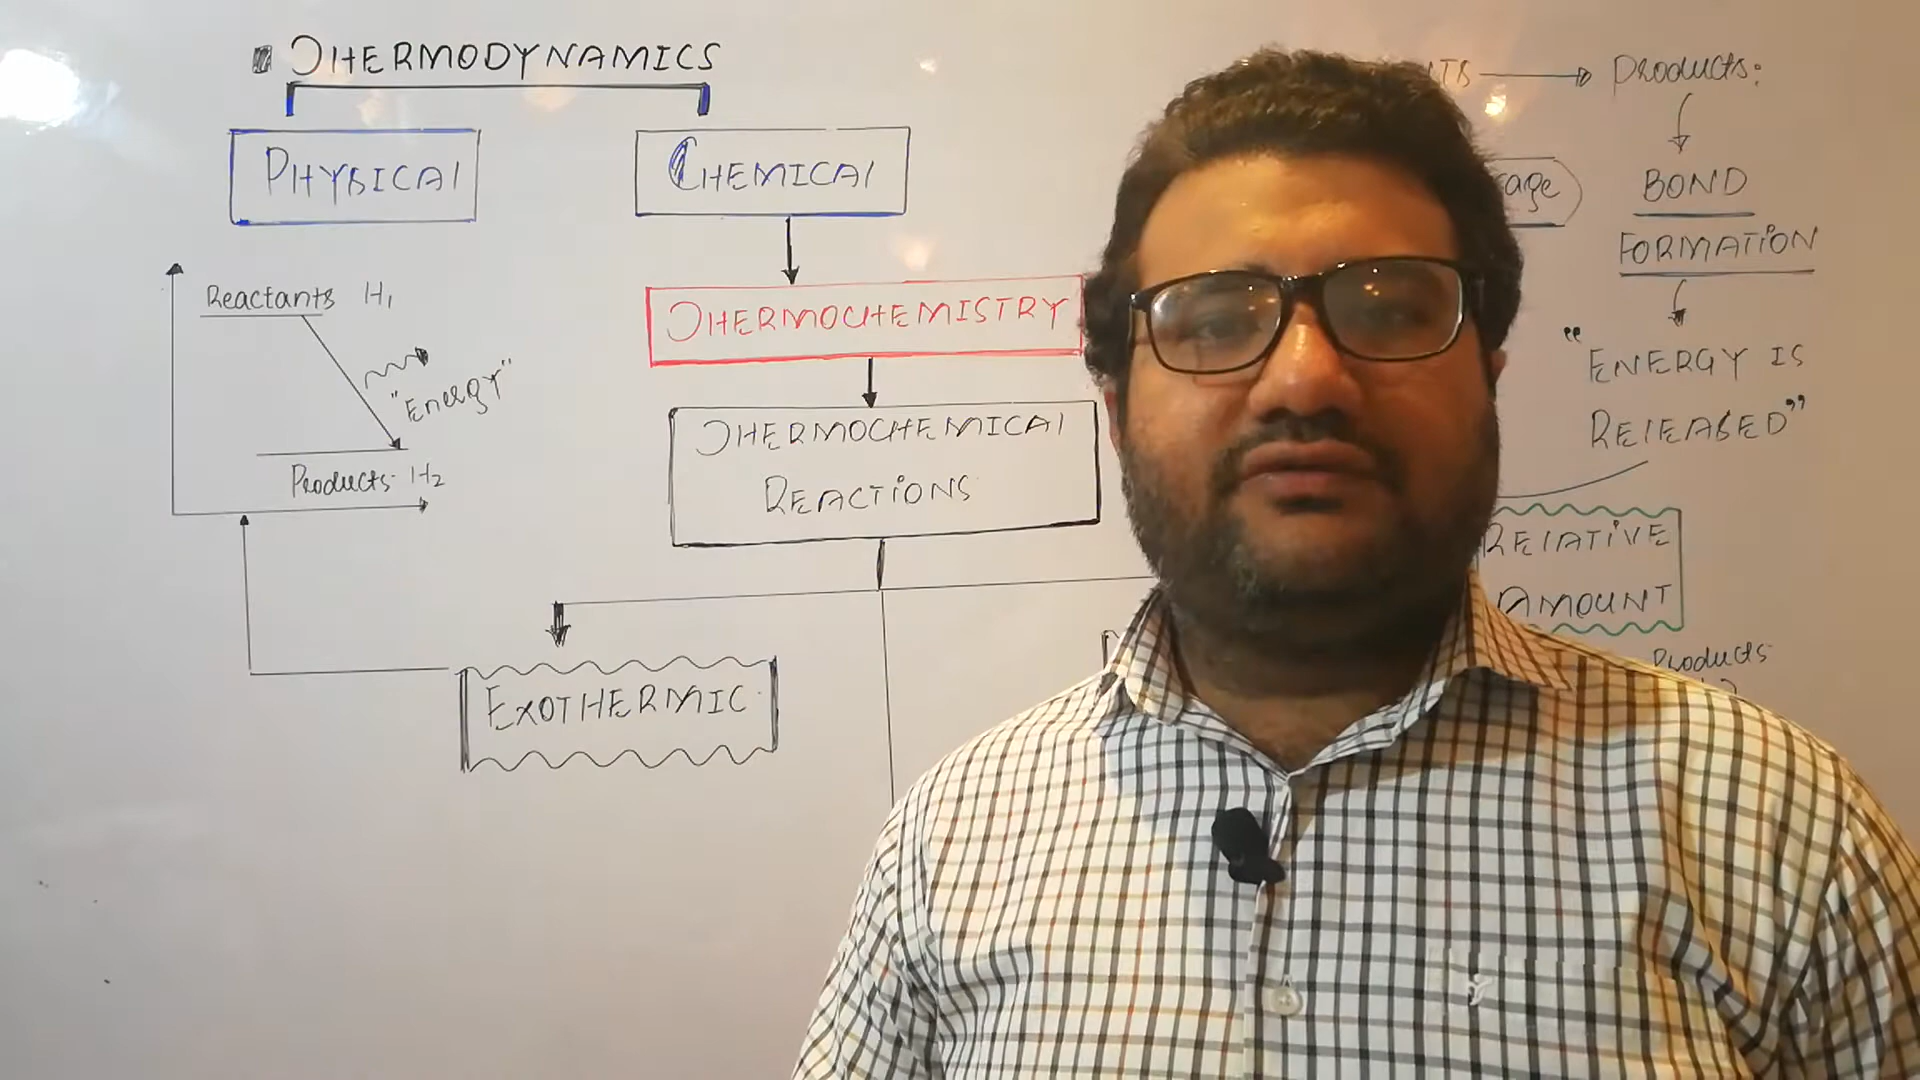 THERMODYNAMICS
PHYSICAL
CHEMICAL
THERMOCHEMISTRY
THERMOCHEMICAL
REACTIONS
EXOTHERMIC
Reactants H₁
"Energy"
Products H₂
Products:
BOND
FORMATION
"ENERGY IS
RELEASED"
RELATIVE
AMOUNT
Products